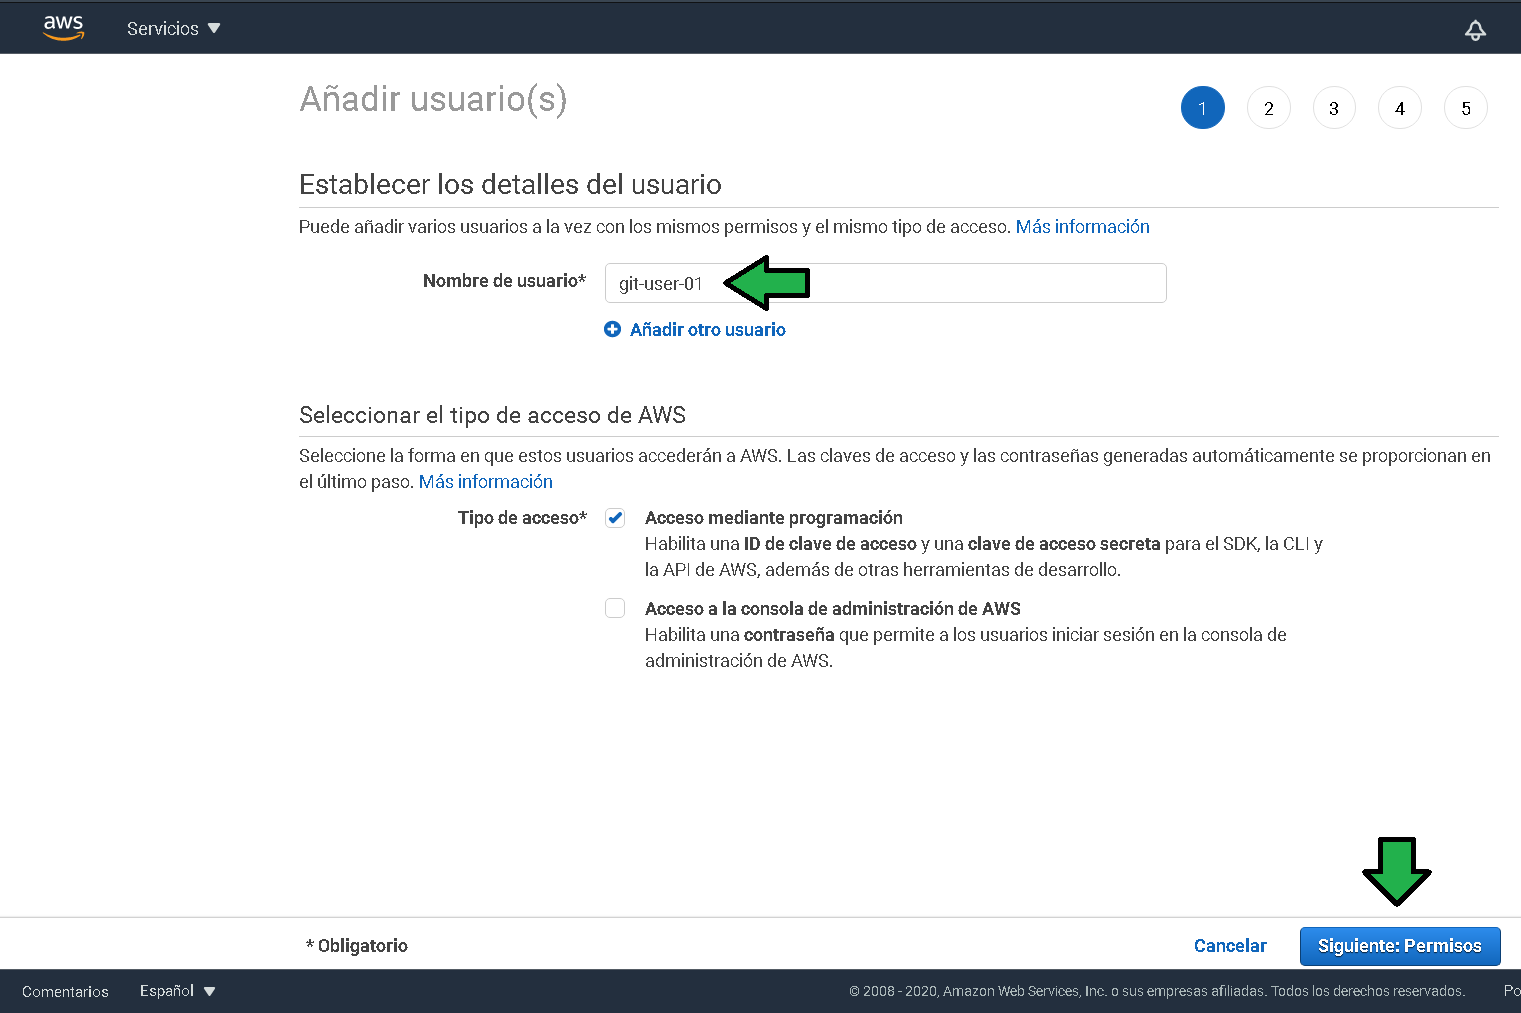 aws Servicios
Añadir usuario(s)
1 2 3 4 5
Establecer los detalles del usuario
Puede añadir varios usuarios a la vez con los mismos permisos y el mismo tipo de acceso. Más información
Nombre de usuario* git-user-01
Añadir otro usuario
Seleccionar el tipo de acceso de AWS
Seleccione la forma en que estos usuarios accederán a AWS. Las claves de acceso y las contraseñas generadas automáticamente se proporcionan en
el último paso. Más información
Tipo de acceso* Acceso mediante programación
Habilita una ID de clave de acceso y una clave de acceso secreta para el SDK, la CLI y
la API de AWS, además de otras herramientas de desarrollo.
Acceso a la consola de administración de AWS
Habilita una contraseña que permite a los usuarios iniciar sesión en la consola de
administración de AWS.
* Obligatorio Cancelar Siguiente: Permisos
Comentarios Español © 2008 - 2020, Amazon Web Services, Inc. o sus empresas afiliadas. Todos los derechos reservados. Po